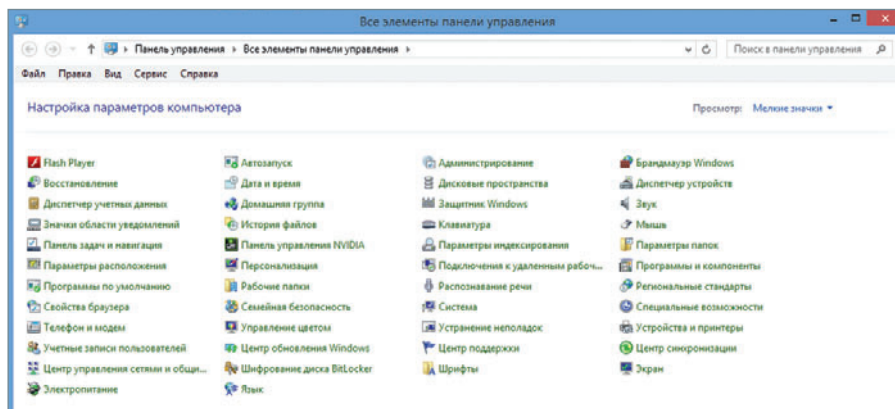 Все элементы панели управления
Панель управления Все элементы панели управления Поиск в панели управления
Файл Правка Вид Сервис Справка
Настройка параметров компьютера Просмотр: Мелкие значки
Flash Player Автозапуск Администрирование Брандмауэр Windows
Восстановление Дата и время Дисковые пространства Диспетчер устройств
Диспетчер учетных данных Домашняя группа Защитник Windows Звук
Значки области уведомлений История файлов Клавиатура Мышь
Панель задач и навигация Панель управления NVIDIA Параметры индексирования Параметры папок
Параметры расположения Персонализация Подключения к удаленным рабоч... Программы и компоненты
Программы по умолчанию Рабочие папки Распознавание речи Региональные стандарты
Свойства браузера Семейная безопасность Система Специальные возможности
Телефон и модем Управление цветом Устранение неполадок Устройства и принтеры
Учетные записи пользователей Центр обновления Windows Центр поддержки Центр синхронизации
Центр управления сетями и общи... Шифрование диска BitLocker Шрифты Экран
Электропитание Язык